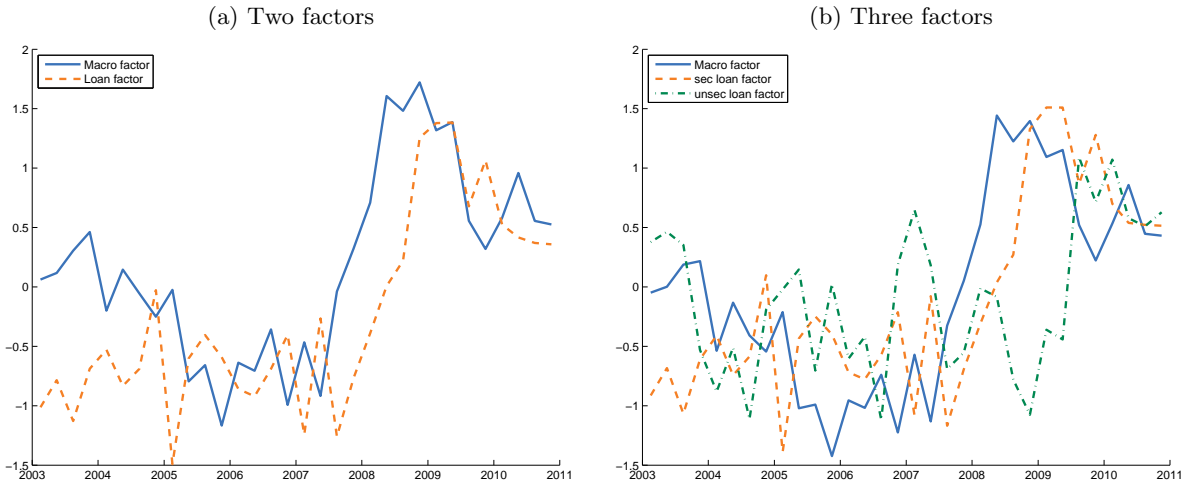 (a) Two factors
2
1.5
1
0.5
0
−0.5
−1
−1.5
2003 2004 2005 2006 2007 2008 2009 2010 2011
Macro factor
Loan factor
(b) Three factors
2
1.5
1
0.5
0
−0.5
−1
−1.5
2003 2004 2005 2006 2007 2008 2009 2010 2011
Macro factor
sec loan factor
unsec loan factor